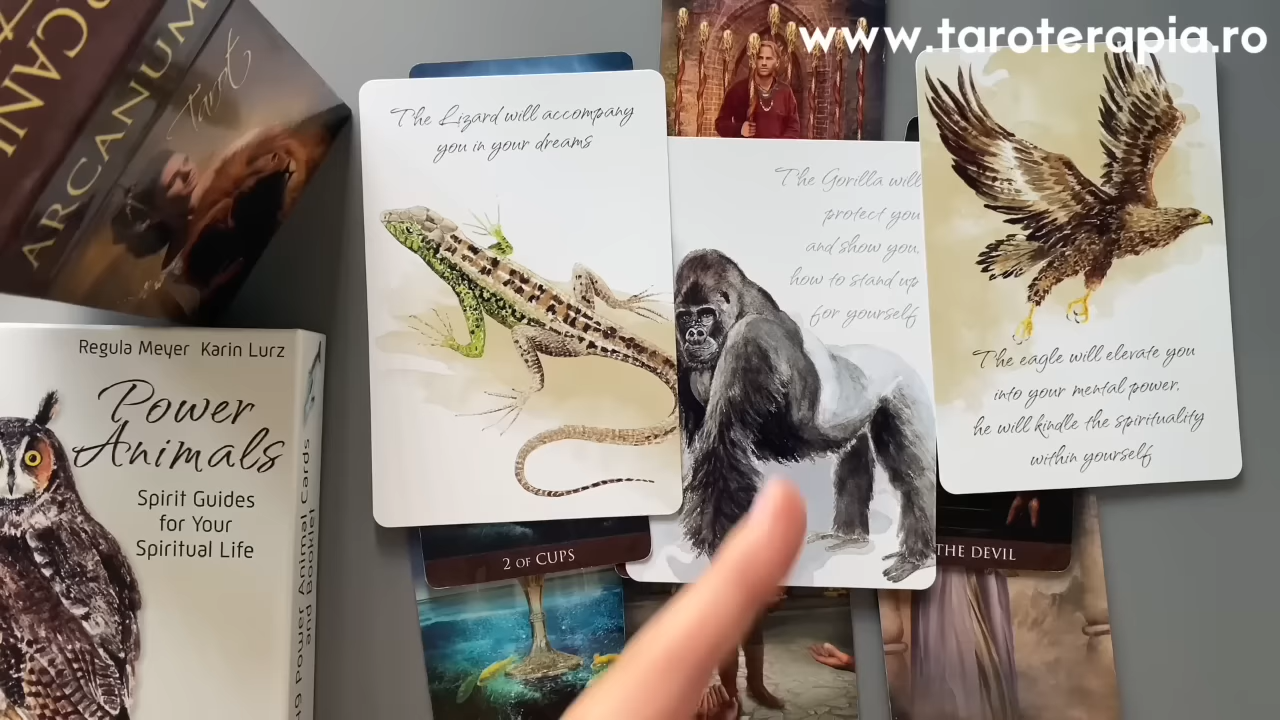 www.taroterapia.ro
ARCANUM
Tarot
The Lizard will accompany
you in your dreams
The Gorilla will
protect you
and show you,
how to stand up
for yourself
The eagle will elevate you
into your mental power,
he will kindle the spirituality
within yourself
Regula Meyer Karin Lurz
Power
Animals
Spirit Guides
for Your
Spiritual Life
Power Animal Cards
and Booklet
2 OF CUPS
THE DEVIL